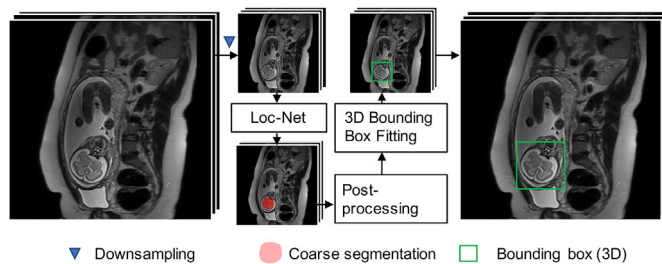 Loc-Net
3D Bounding
Box Fitting
Post-
processing
Downsampling
Coarse segmentation
Bounding box (3D)